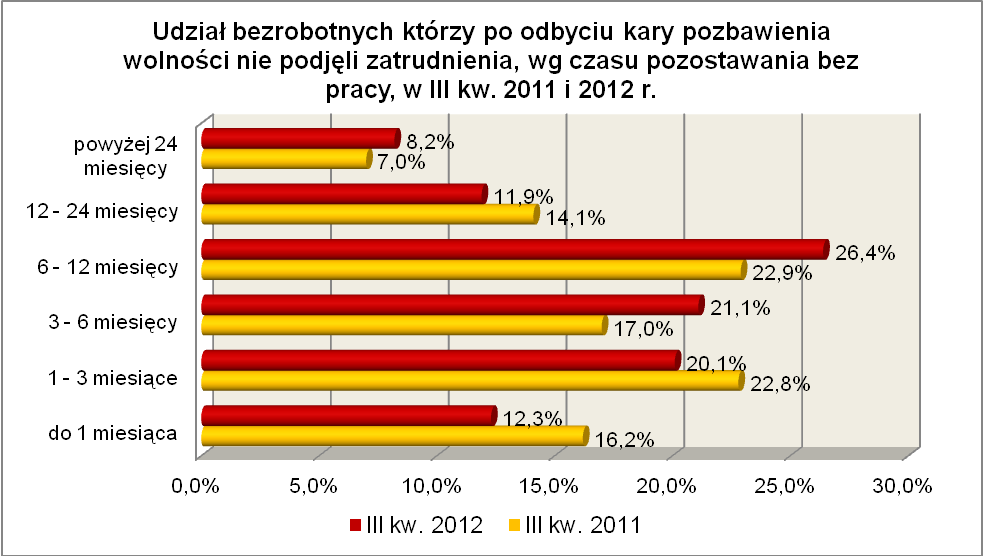 Udział bezrobotnych którzy po odbyciu kary pozbawienia
wolności nie podjęli zatrudnienia, wg czasu pozostawania bez
pracy, w III kw. 2011 i 2012 r.
powyżej 24
miesięcy
8,2%
7,0%
12 - 24 miesięcy
11,9%
14,1%
6 - 12 miesięcy
26,4%
22,9%
3 - 6 miesięcy
21,1%
17,0%
1 - 3 miesiące
20,1%
22,8%
do 1 miesiąca
12,3%
16,2%
0,0% 5,0% 10,0% 15,0% 20,0% 25,0% 30,0%
III kw. 2012 III kw. 2011